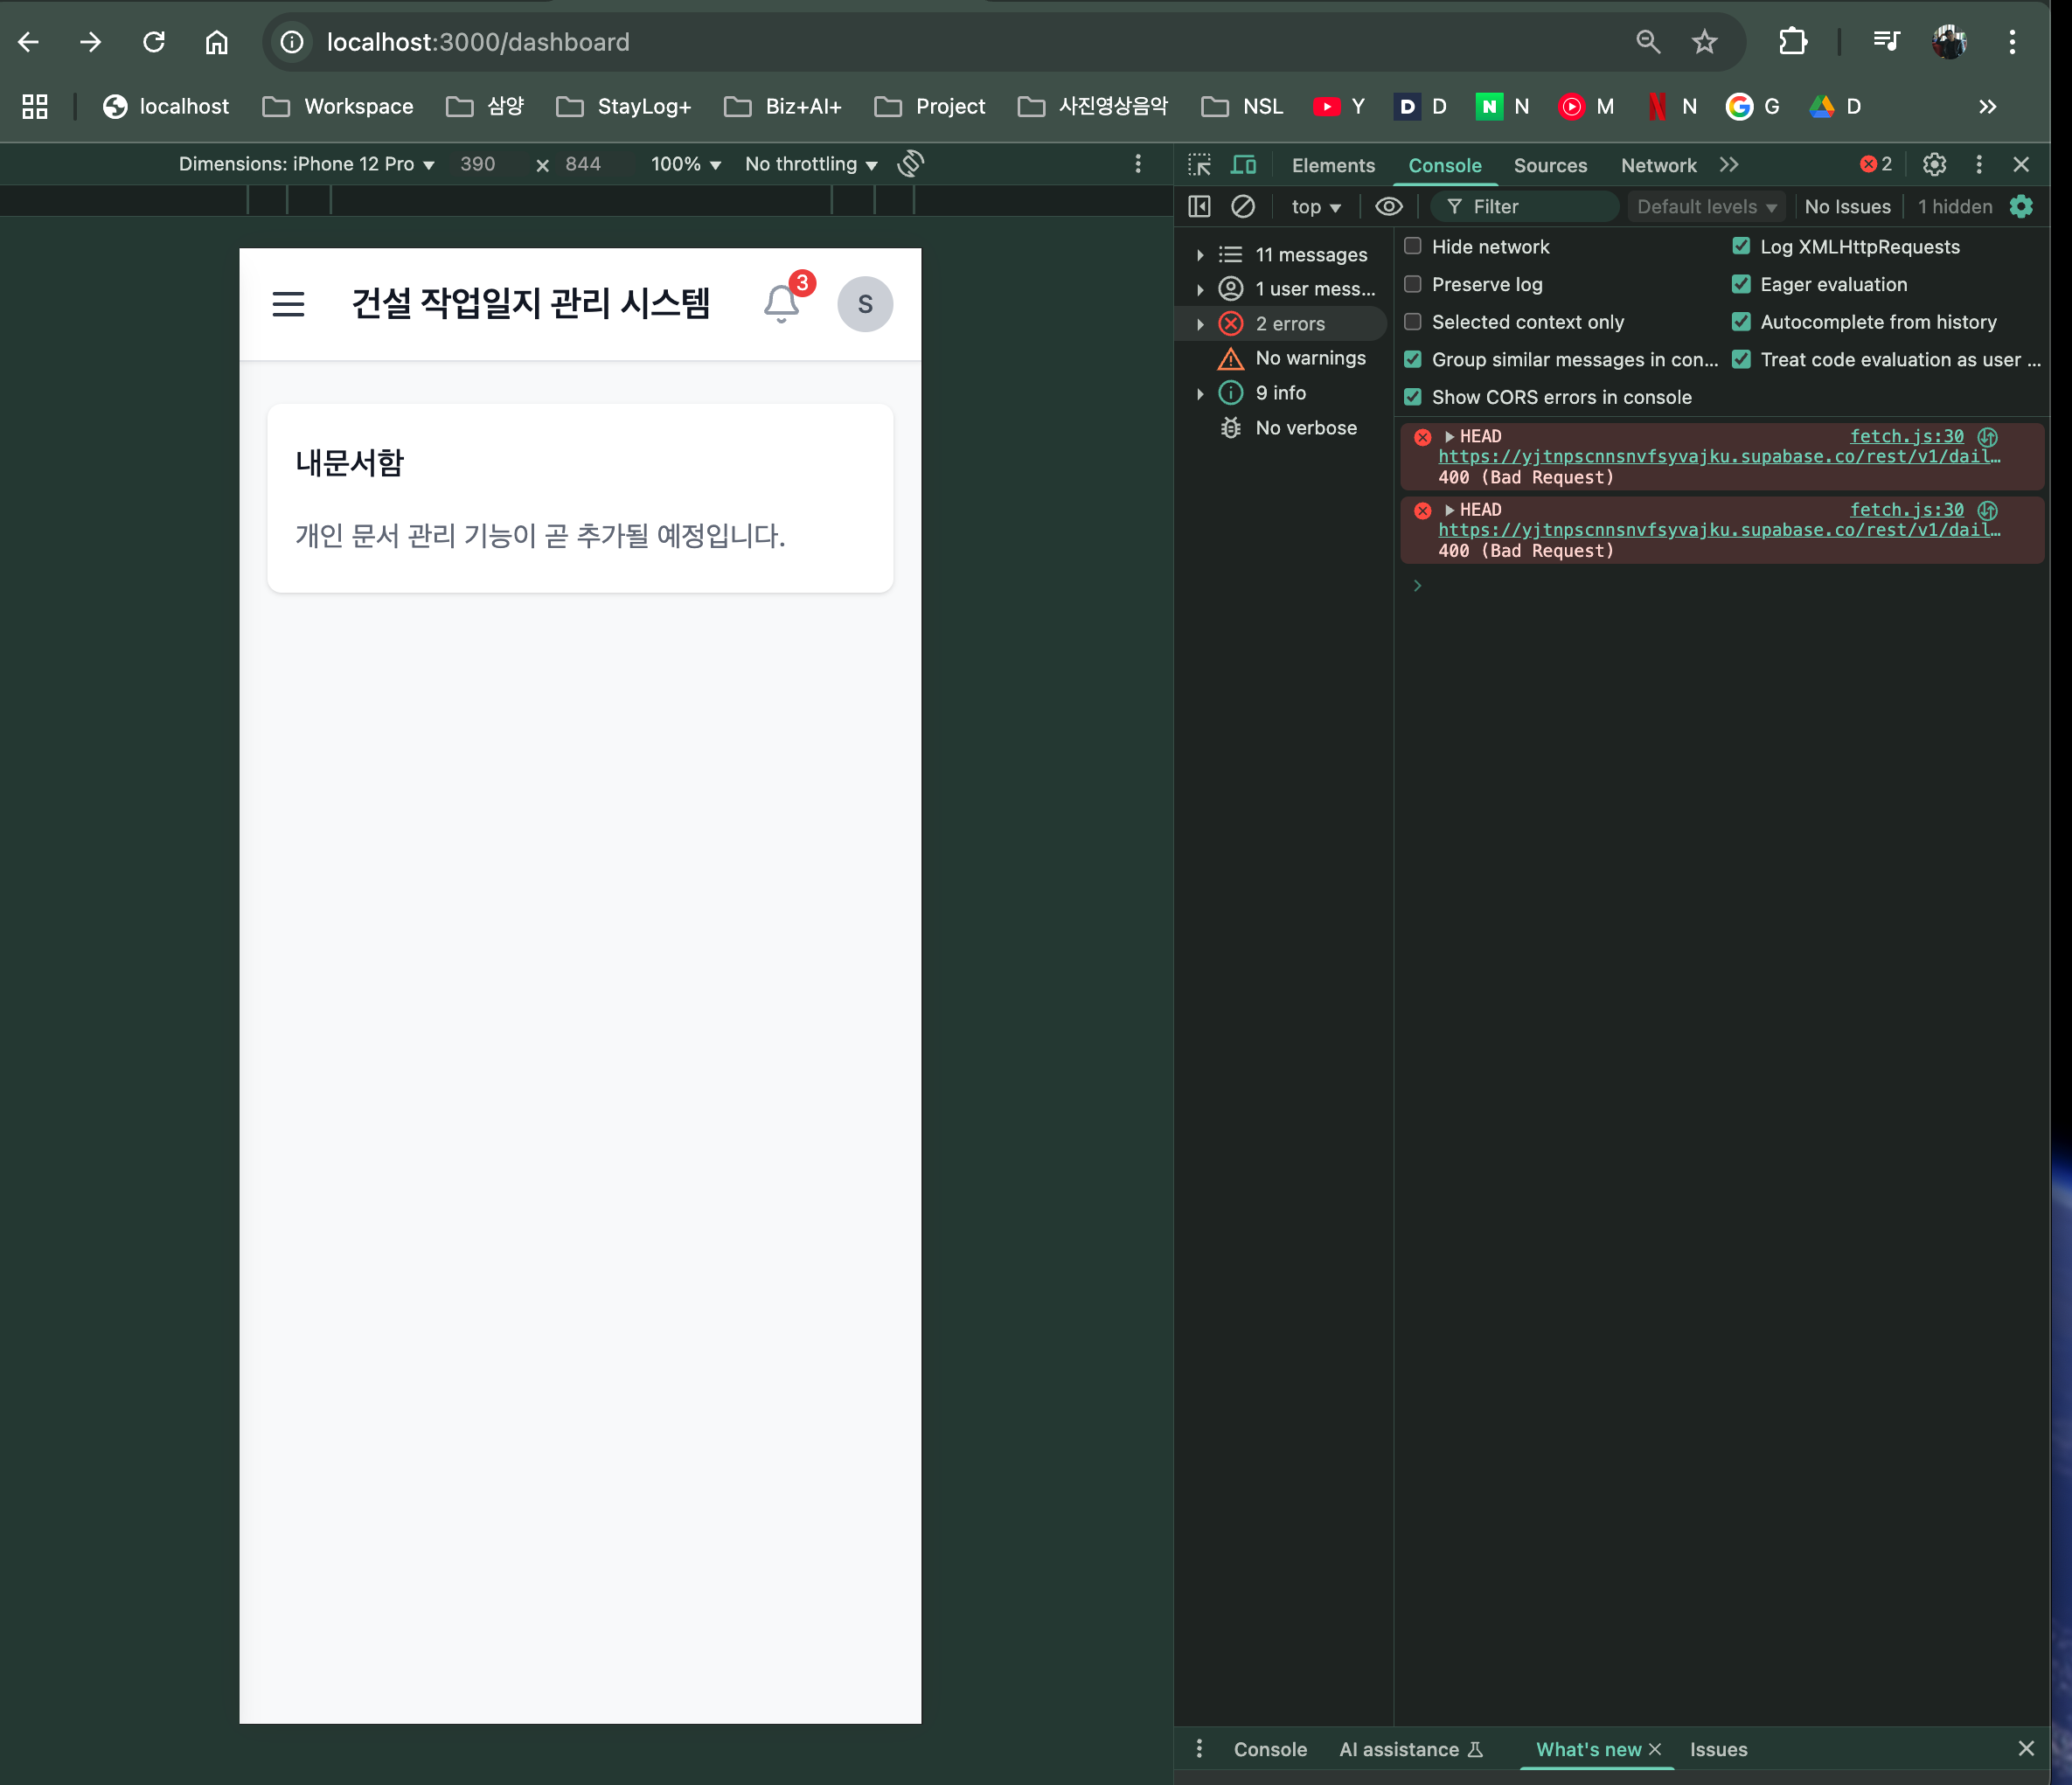 localhost:3000/dashboard
localhost Workspace 삼양 StayLog+ Biz+AI+ Project 사진영상음악 NSL Y D D N N M N G D
Dimensions: iPhone 12 Pro 390 x 844 100% No throttling
Elements Console Sources Network 2
top Filter Default levels No Issues 1 hidden
건설 작업일지 관리 시스템 3 S
내문서함
개인 문서 관리 기능이 곧 추가될 예정입니다.
11 messages
1 user mess...
2 errors
No warnings
9 info
No verbose
Hide network Log XMLHttpRequests
Preserve log Eager evaluation
Selected context only Autocomplete from history
Group similar messages in con... Treat code evaluation as user ...
Show CORS errors in console
HEAD fetch.js:30
https://yjtnpscnnsnvfsyvajku.supabase.co/rest/v1/dail…
400 (Bad Request)
HEAD fetch.js:30
https://yjtnpscnnsnvfsyvajku.supabase.co/rest/v1/dail…
400 (Bad Request)
Console AI assistance What's new Issues